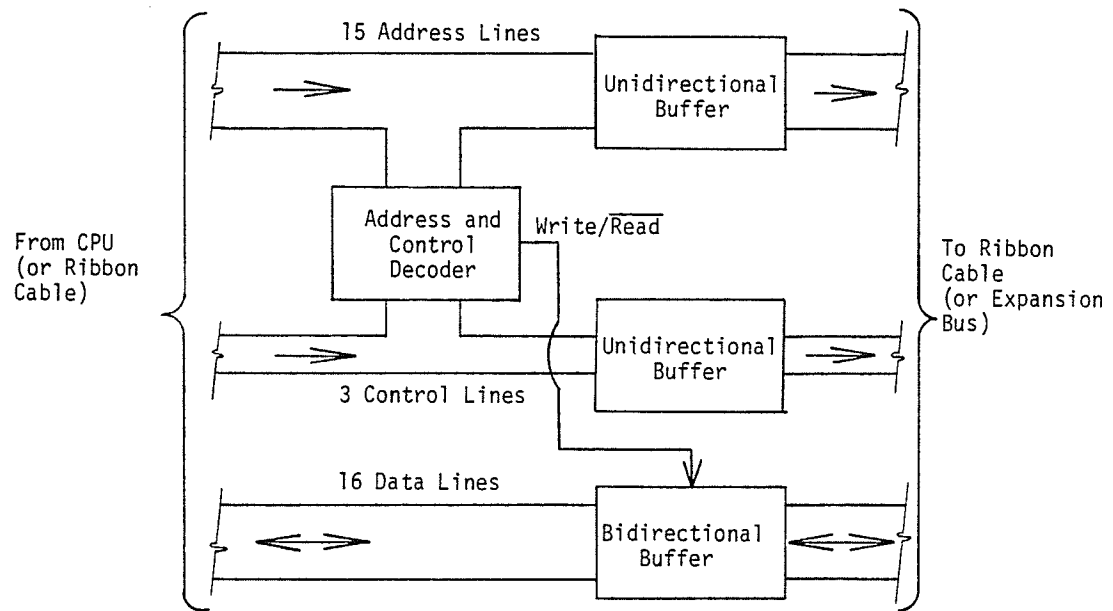 15 Address Lines
Unidirectional
Buffer
Address and
Control
Decoder
Write/Read
From CPU
(or Ribbon
Cable)
To Ribbon
Cable
(or Expansion
Bus)
Unidirectional
Buffer
3 Control Lines
16 Data Lines
Bidirectional
Buffer